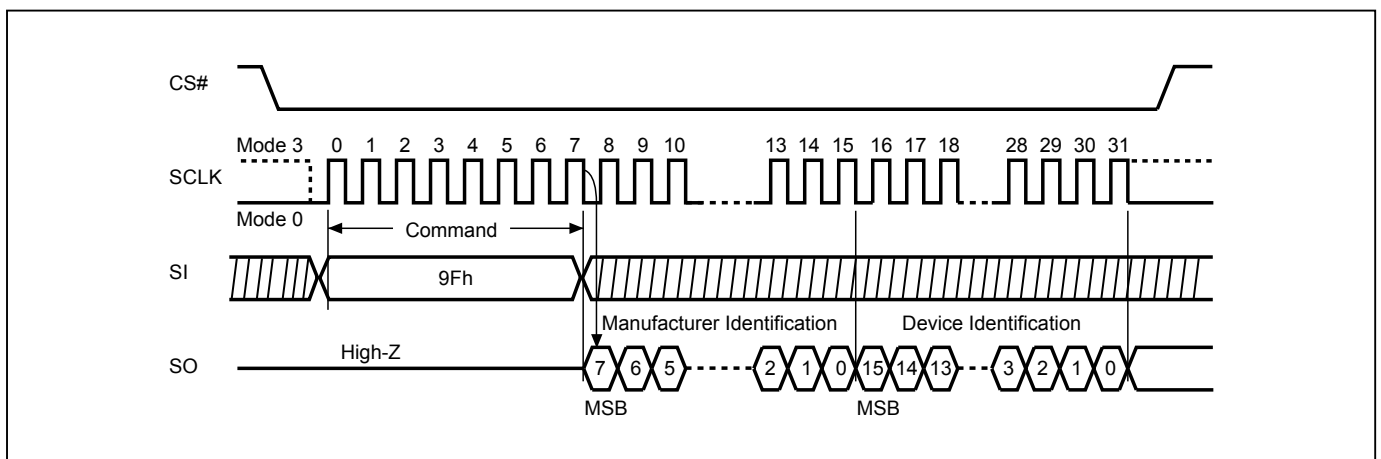 CS#
Mode 3 0 1 2 3 4 5 6 7 8 9 10 13 14 15 16 17 18 28 29 30 31
SCLK
Mode 0
Command
SI
9Fh
Manufacturer Identification Device Identification
High-Z
SO
7 6 5 2 1 0 15 14 13 3 2 1 0
MSB MSB